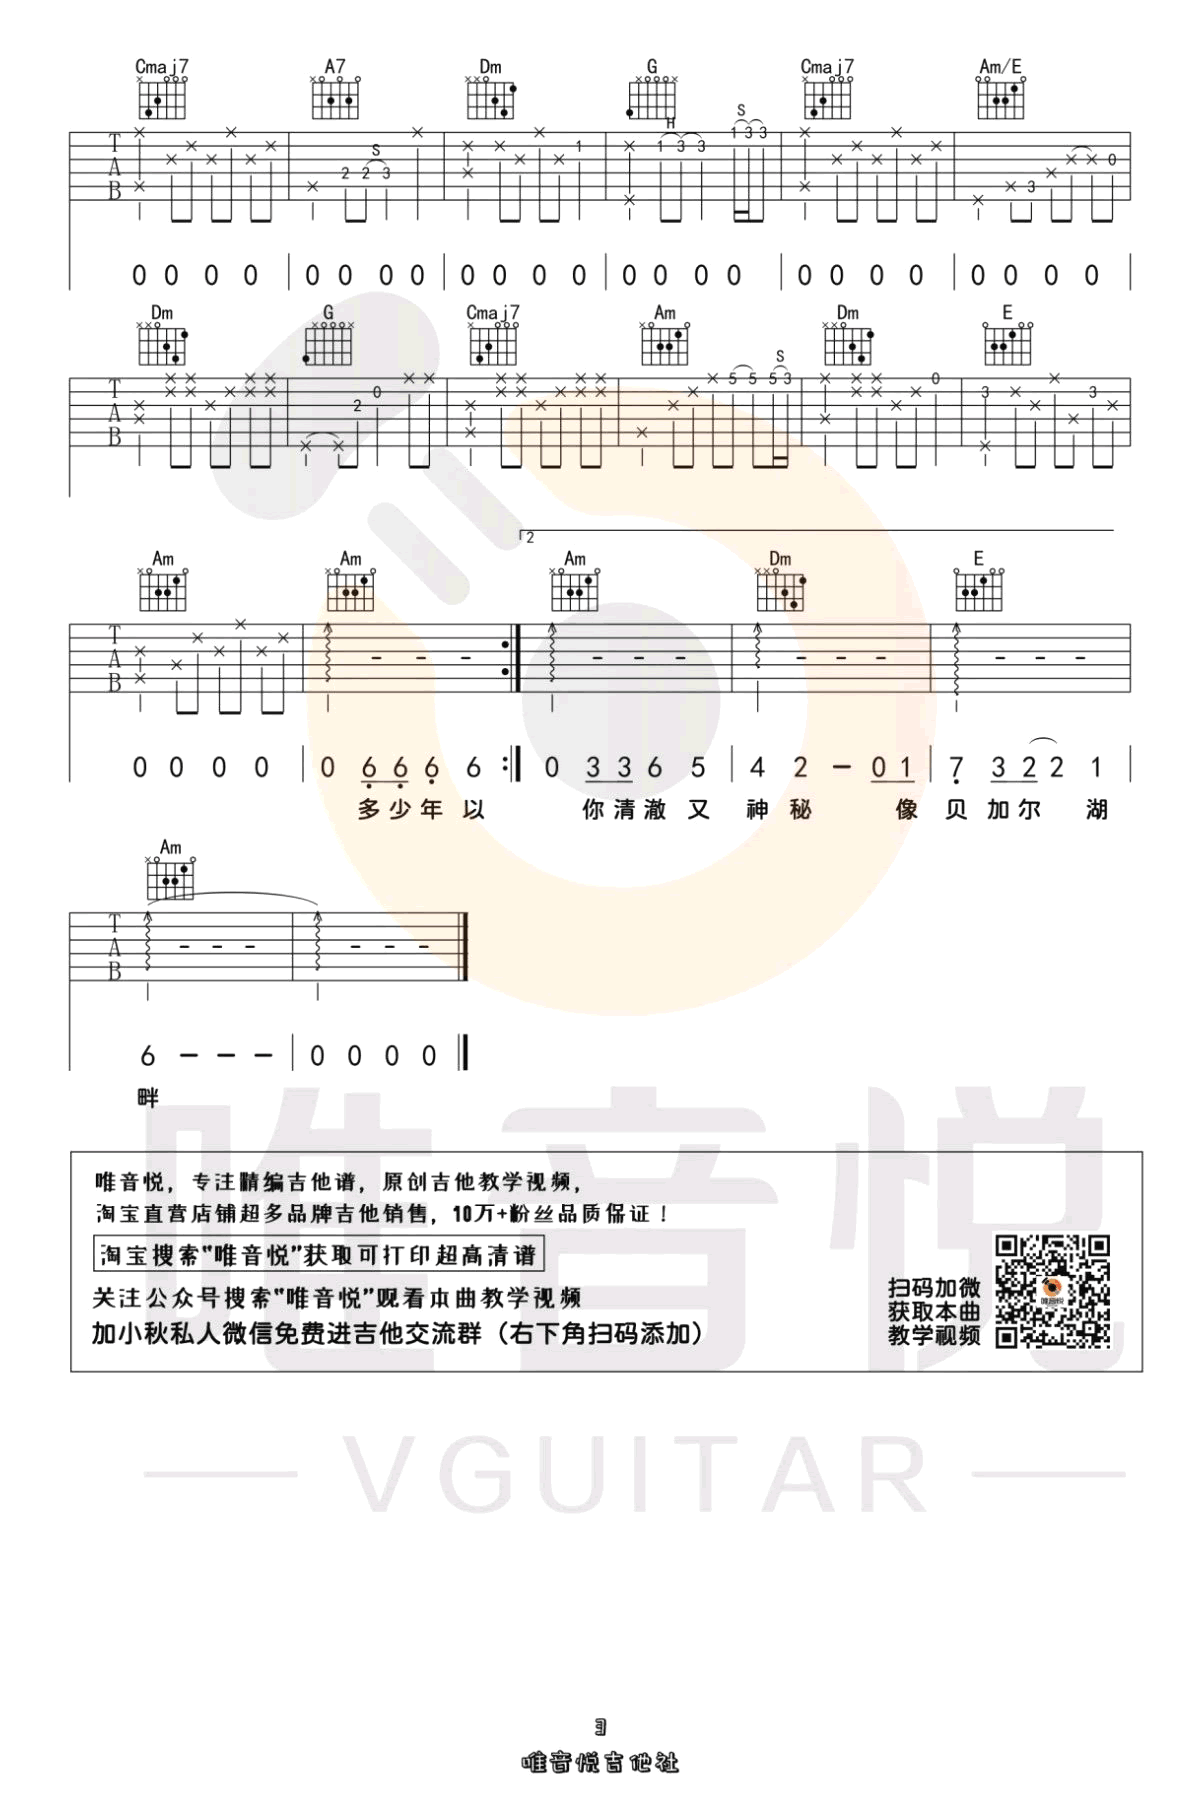 Cmaj7 A7 Dm G Cmaj7 Am/E
S H S
T A B 2 2 3 1 1 3 3 1 3 3 3 0
0 0 0 0 0 0 0 0 0 0 0 0 0 0 0 0 0 0 0 0 0 0 0 0
Dm G Cmaj7 Am Dm E
S
T A B 2 0 5 5 5 3 0 3 3
2
Am Am Am Dm E
T A B - - - - - - - - - - - -
0 0 0 0 0 6 6 6 6 0 3 3 6 5 4 2 - 0 1 7 3 2 2 1
多 少 年 以 你 清 澈 又 神 秘 像 贝 加 尔 湖
Am
T A B - - - - - -
6 - - - 0 0 0 0
畔
唯音悦
唯音悦，专注精编吉他谱，原创吉他教学视频，
淘宝直营店铺超多品牌吉他销售，10万+粉丝品质保证！
淘宝搜索"唯音悦"获取可打印超高清谱
关注公众号搜索"唯音悦"观看本曲教学视频
加小秋私人微信免费进吉他交流群（右下角扫码添加）
扫码加微
获取本曲
教学视频
唯音悦
VGUITAR
3
唯音悦吉他社